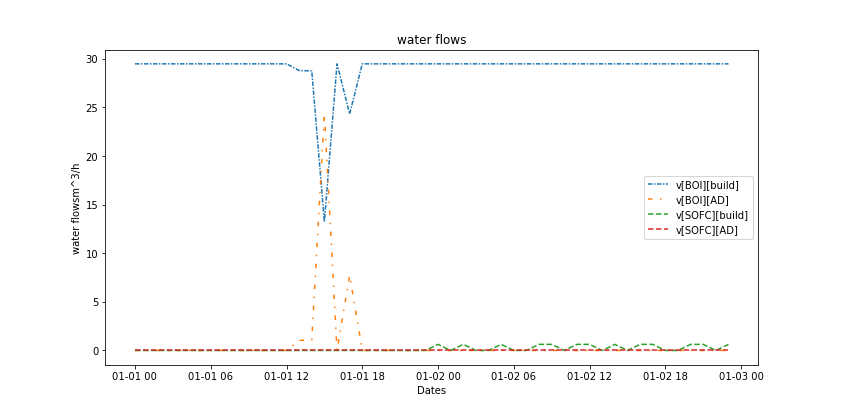 water flows
30
25
20
15
10
5
0
water flowsm^3/h
v[BOI][build]
v[BOI][AD]
v[SOFC][build]
v[SOFC][AD]
01-01 00
01-01 06
01-01 12
01-01 18
01-02 00
01-02 06
01-02 12
01-02 18
01-03 00
Dates